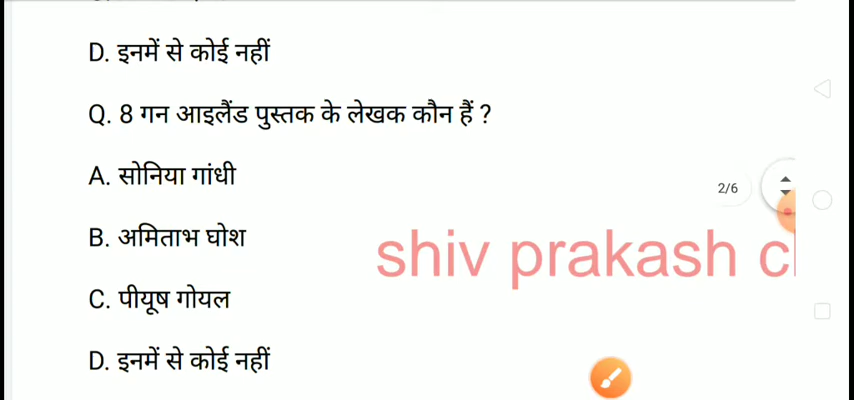 D. इनमें से कोई नहीं
Q. 8 गन आइलैंड पुस्तक के लेखक कौन हैं ?
A. सोनिया गांधी
2/6
B. अमिताभ घोश
shiv prakash c
C. पीयूष गोयल
D. इनमें से कोई नहीं